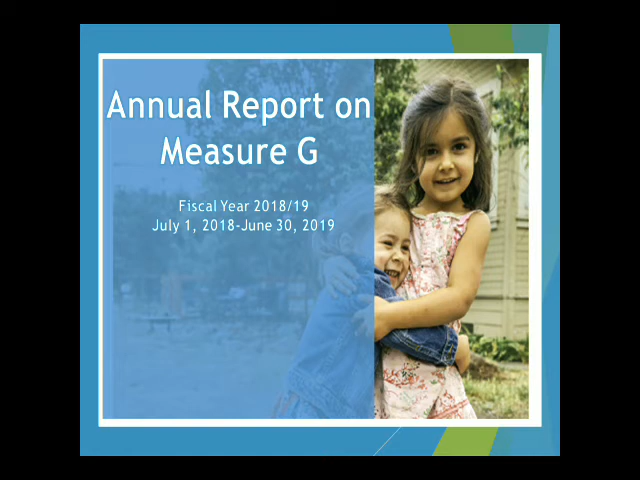 Annual Report on
Measure G
Fiscal Year 2018/19
July 1, 2018-June 30, 2019